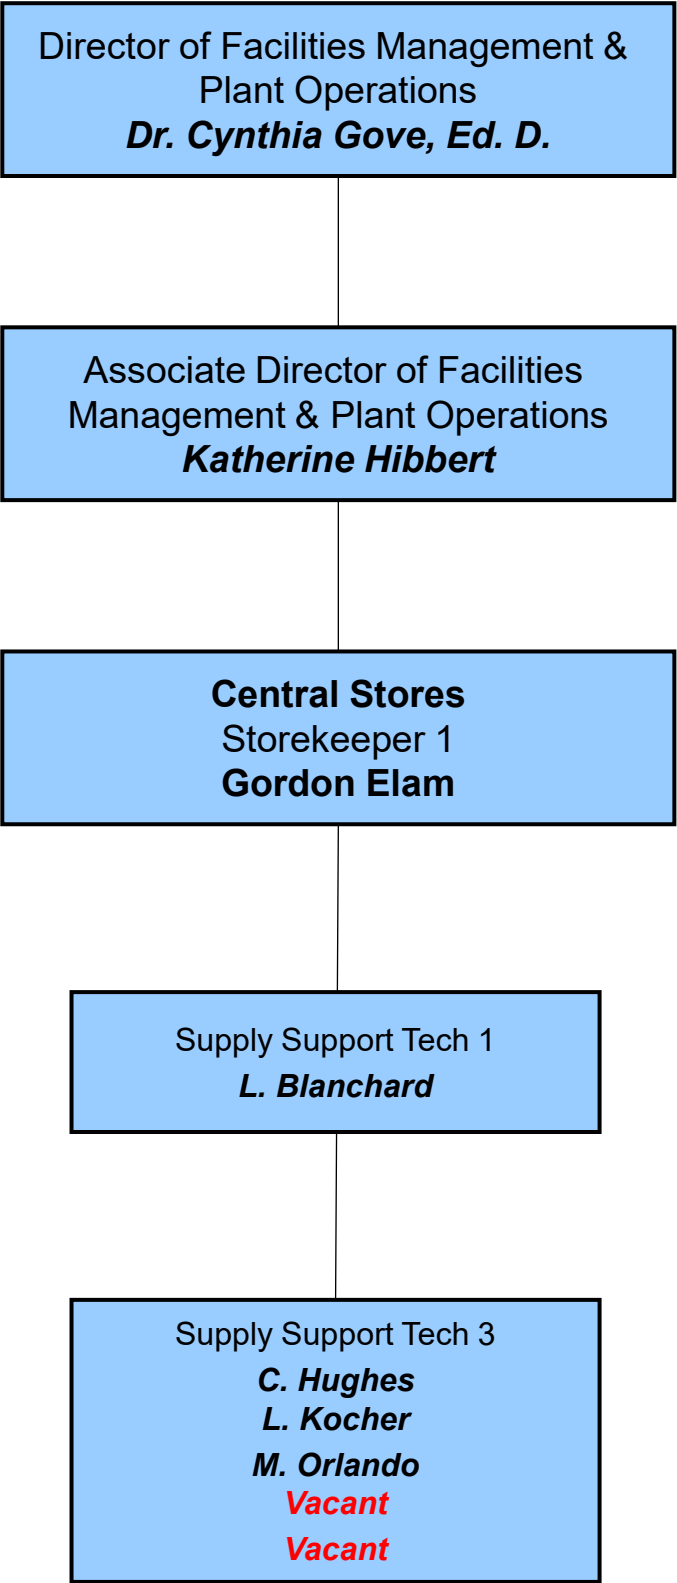 Director of Facilities Management &
Plant Operations
Dr. Cynthia Gove, Ed. D.
Associate Director of Facilities
Management & Plant Operations
Katherine Hibbert
Central Stores
Storekeeper 1
Gordon Elam
Supply Support Tech 1
L. Blanchard
Supply Support Tech 3
C. Hughes
L. Kocher
M. Orlando
Vacant
Vacant